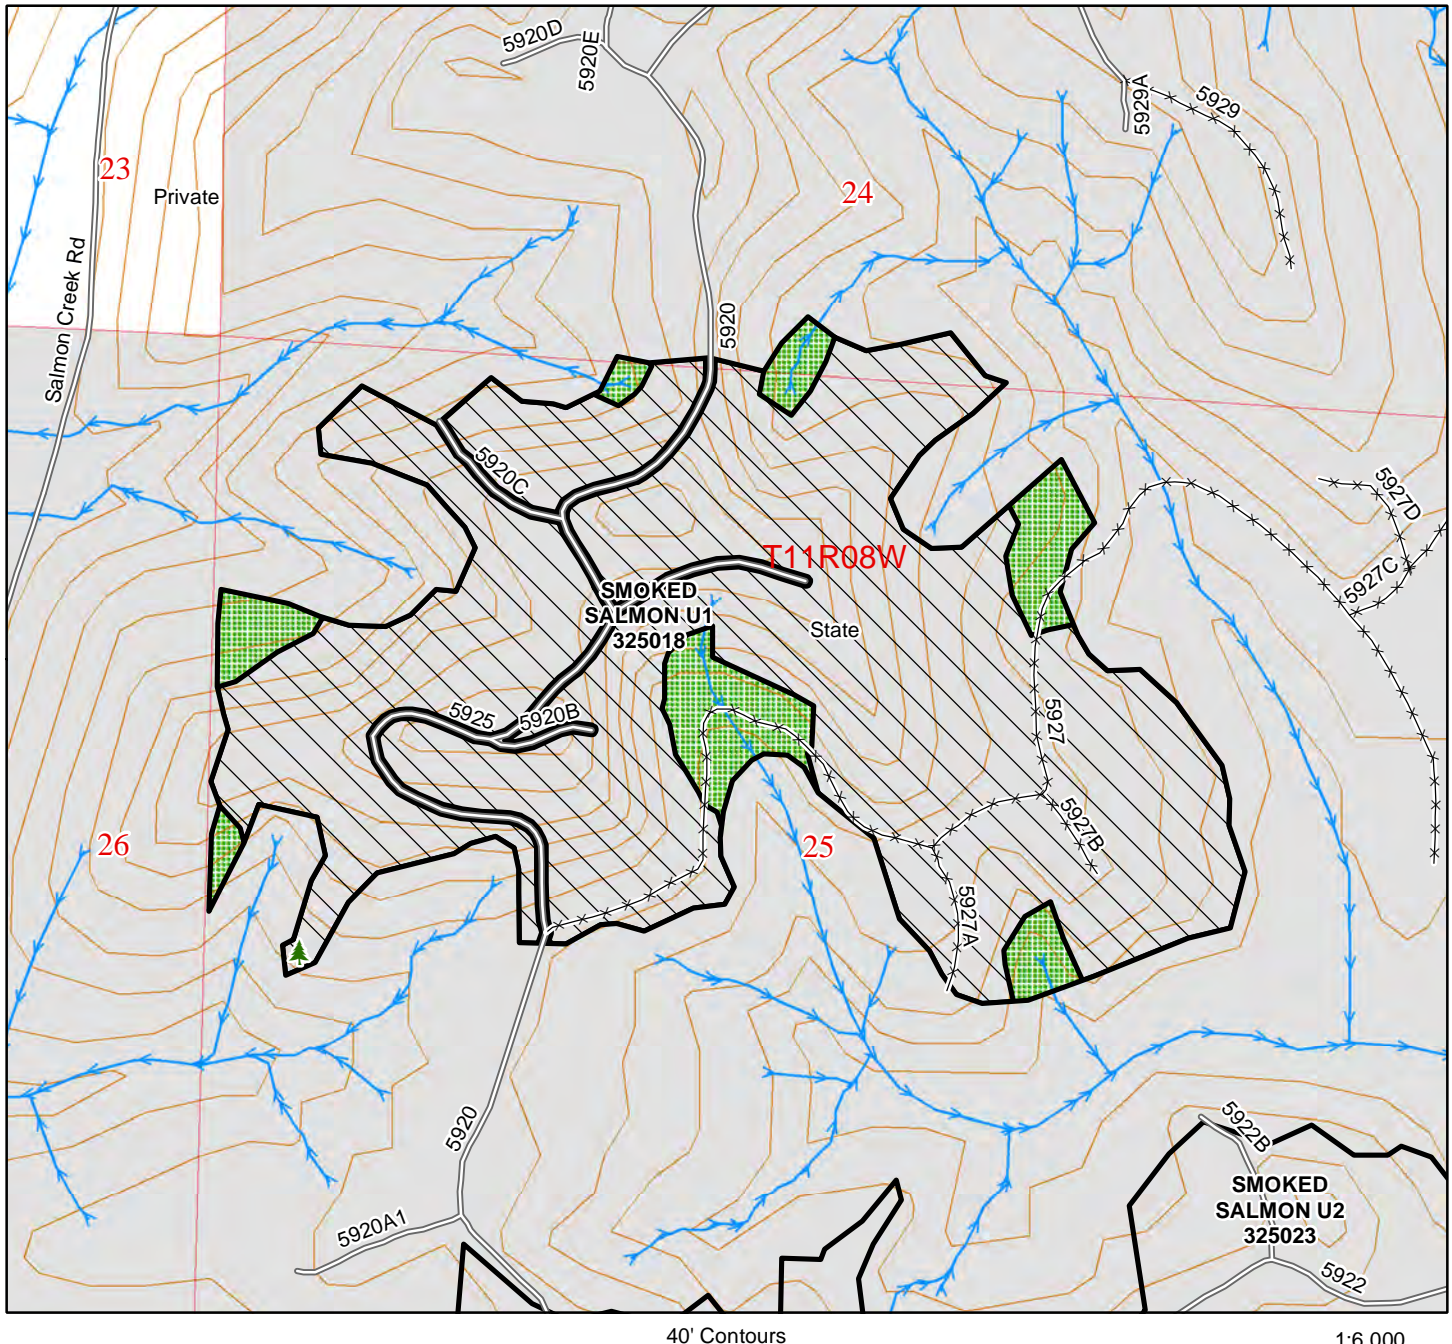 5920D
5920E
5929A
5929
23
Private
24
Salmon Creek Rd
5920
5920C
5927D
T11R08W
5927C
SMOKED
SALMON U1
325018
State
5925
5920B
5927
5927B
26
25
5927A
5920
5922B
SMOKED
SALMON U2
325023
5920A1
5922
40' Contours
1:6,000